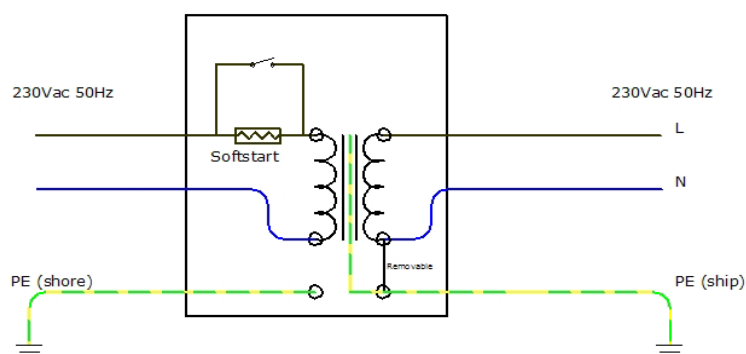 230Vac 50Hz
230Vac 50Hz
L
Softstart
N
Removable
PE (shore)
PE (ship)